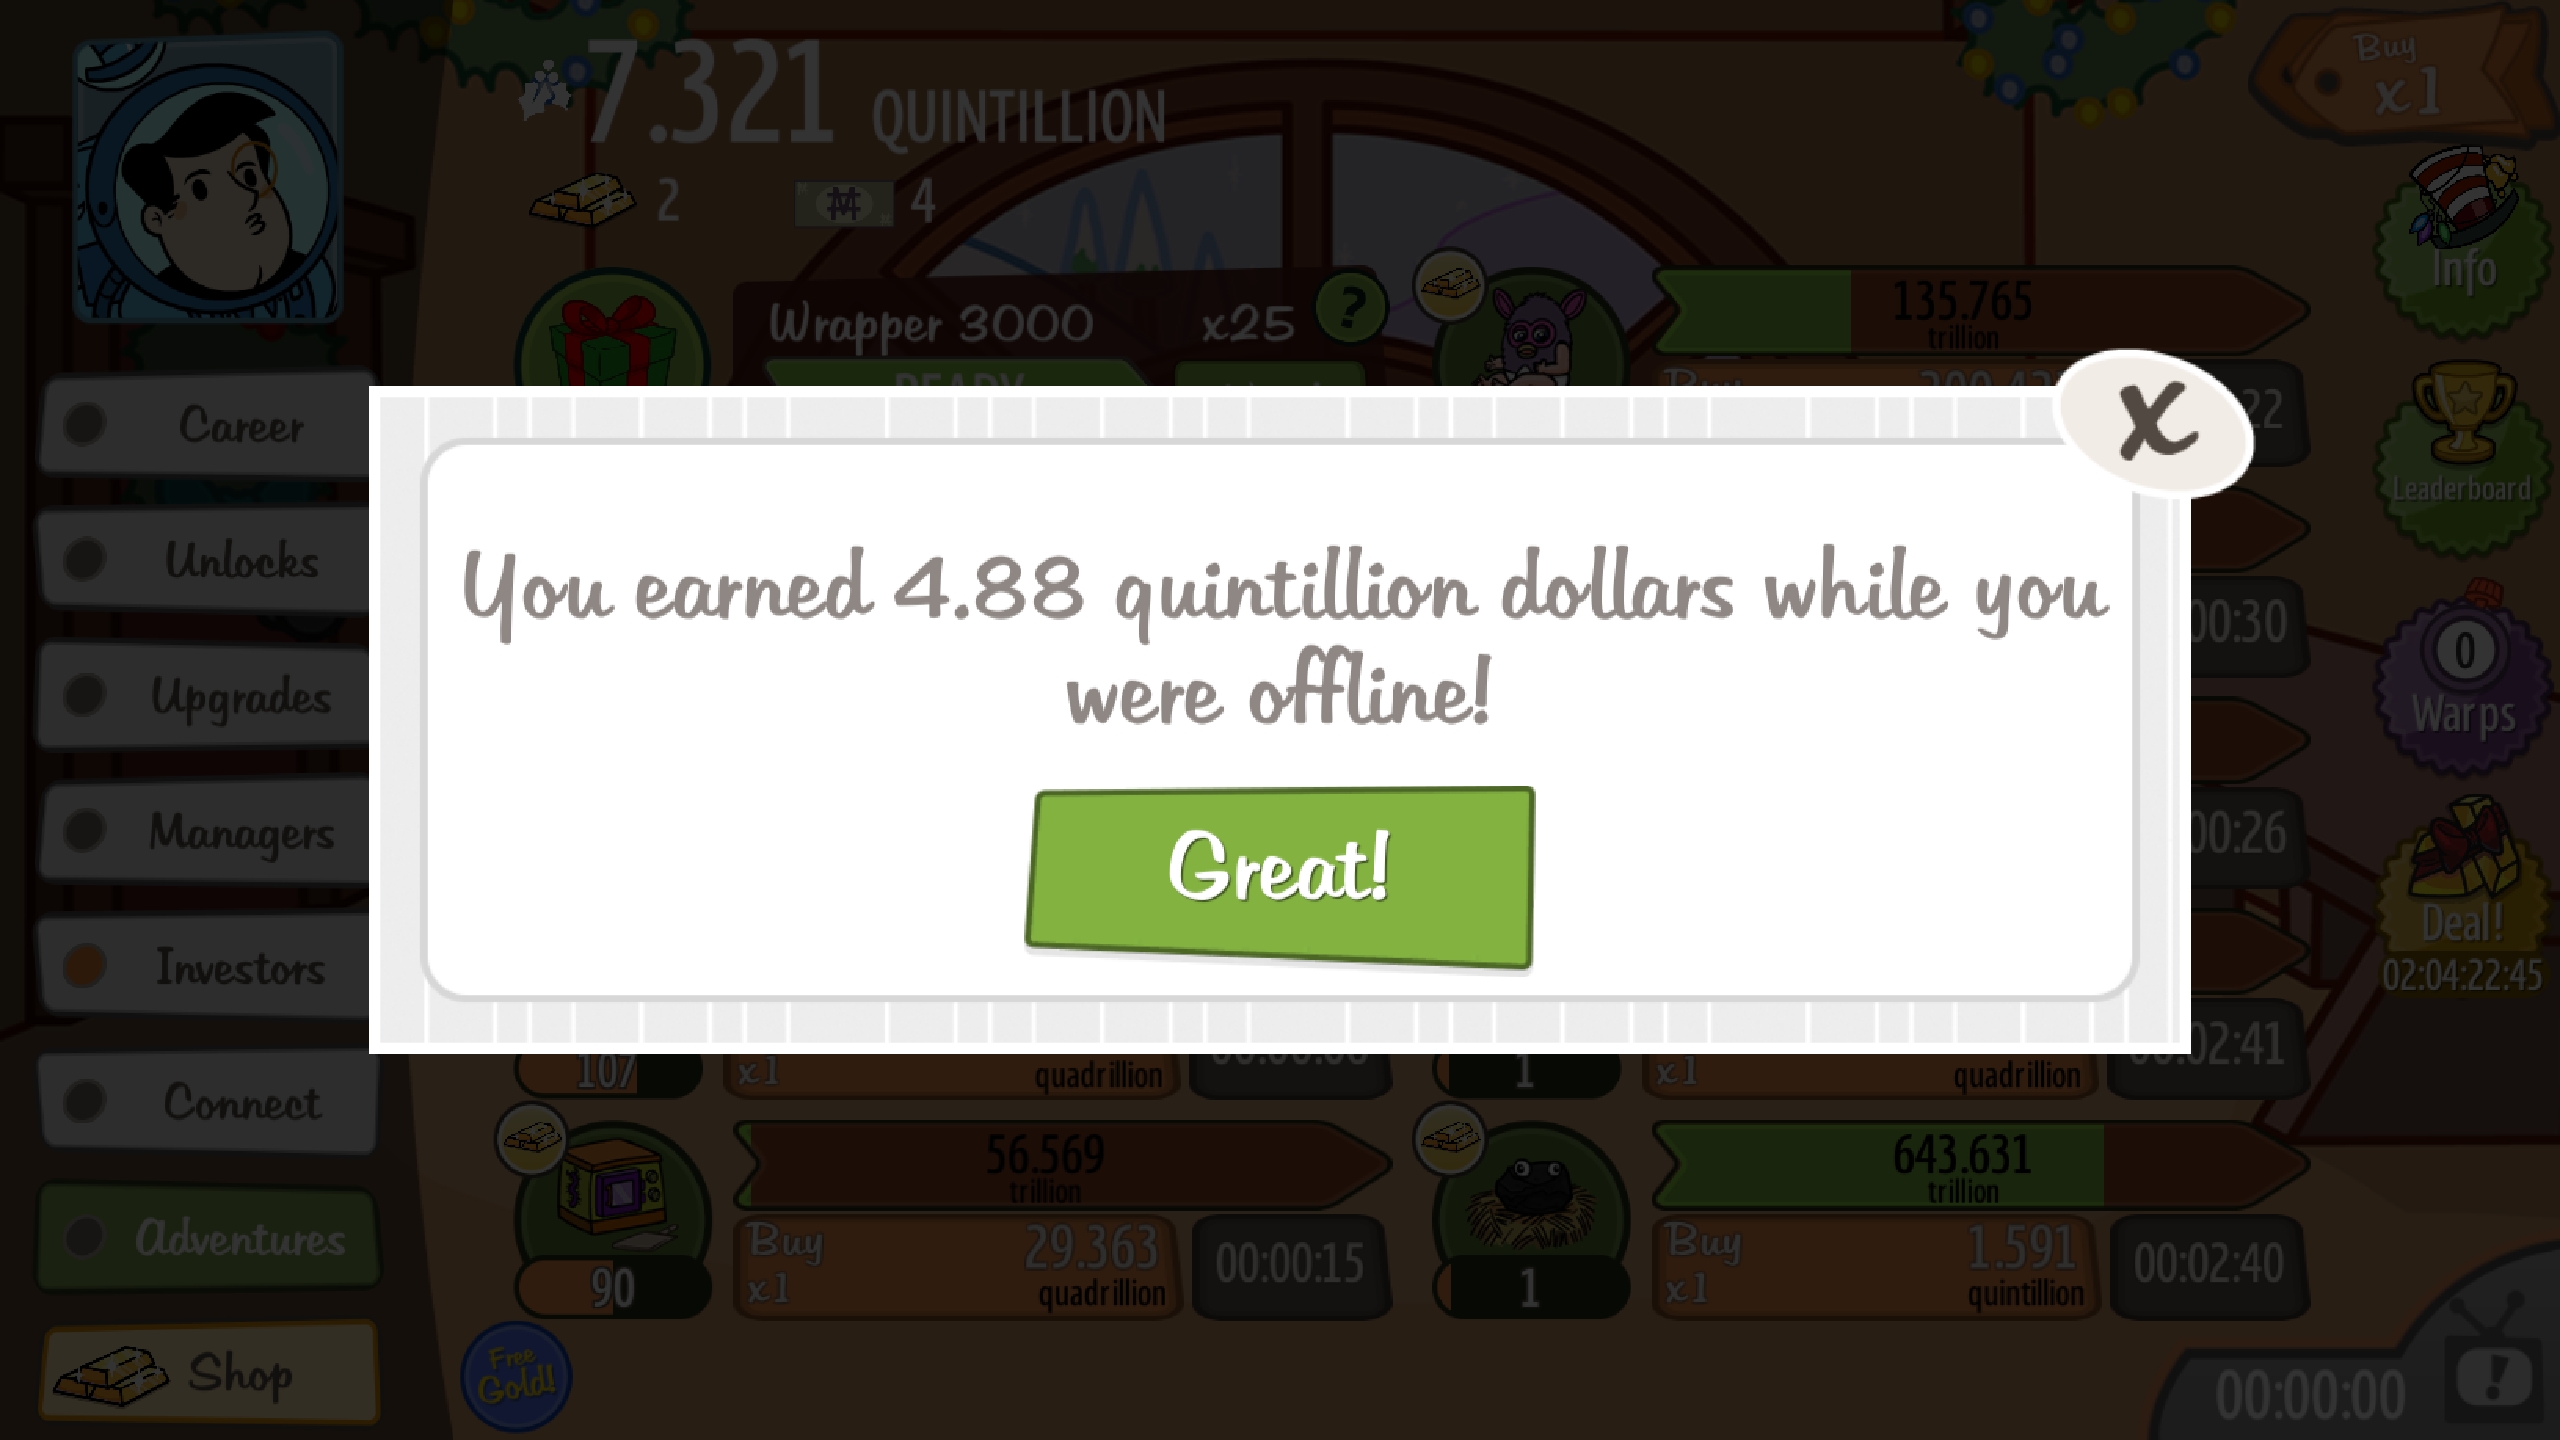 7.321 QUINTILLION
2
4
Buy
x1
Wrapper 3000 x25 ?
135.765
trillion
Info
Leaderboard
0
Warps
Deal!
02:04:22:45
Career
Unlocks
Upgrades
Managers
Investors
Connect
Adventures
Shop
X
You earned 4.88 quintillion dollars while you
were offline!
Great!
107
x1
quadrillion
1
x1
quadrillion
56.569
trillion
Buy 29.363
x1 quadrillion
00:00:15
90
643.631
trillion
Buy 1.591
x1 quintillion
00:02:40
1
Free
Gold!
00:00:00
!